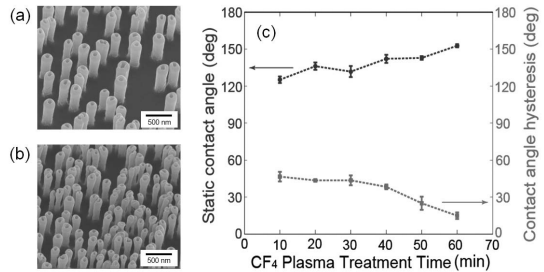 (a)
500 nm
(b)
500 nm
(c)
Static contact angle (deg)
180
150
120
90
60
30
0
0 10 20 30 40 50 60 70
CF4 Plasma Treatment Time (min)
180
150
120
90
60
30
0
Contact angle hysteresis (deg)